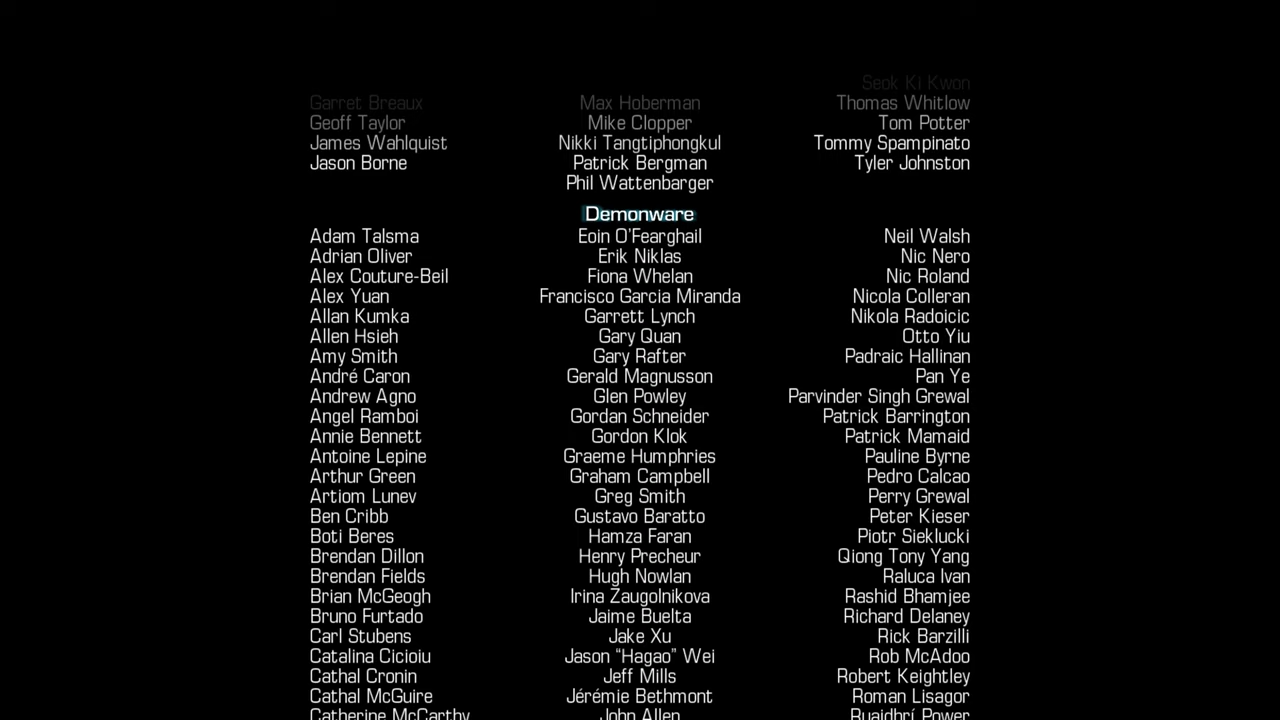 Seok Ki Kwon
Garret Breaux Max Hoberman Thomas Whitlow
Geoff Taylor Mike Clopper Tom Potter
James Wahlquist Nikki Tangtiphongkul Tommy Spampinato
Jason Borne Patrick Bergman Tyler Johnston
Phil Wattenbarger
Demonware
Adam Talsma Eoin O'Fearghail Neil Walsh
Adrian Oliver Erik Niklas Nic Nero
Alex Couture-Beil Fiona Whelan Nic Roland
Alex Yuan Francisco Garcia Miranda Nicola Colleran
Allan Kumka Garrett Lynch Nikola Radoicic
Allen Hsieh Gary Quan Otto Yiu
Amy Smith Gary Rafter Padraic Hallinan
André Caron Gerald Magnusson Pan Ye
Andrew Agno Glen Powley Parvinder Singh Grewal
Angel Ramboi Gordan Schneider Patrick Barrington
Annie Bennett Gordon Klok Patrick Mamaid
Antoine Lepine Graeme Humphries Pauline Byrne
Arthur Green Graham Campbell Pedro Calcao
Artiom Lunev Greg Smith Perry Grewal
Ben Cribb Gustavo Baratto Peter Kieser
Boti Beres Hamza Faran Piotr Sieklucki
Brendan Dillon Henry Precheur Qiong Tony Yang
Brendan Fields Hugh Nowlan Raluca Ivan
Brian McGeogh Irina Zaugolnikova Rashid Bhamjee
Bruno Furtado Jaime Buelta Richard Delaney
Carl Stubens Jake Xu Rick Barzilli
Catalina Cicioiu Jason “Hagao” Wei Rob McAdoo
Cathal Cronin Jeff Mills Robert Keightley
Cathal McGuire Jérémie Bethmont Roman Lisagor
Catherine McCarthy John Allen Ruaidhrí Power